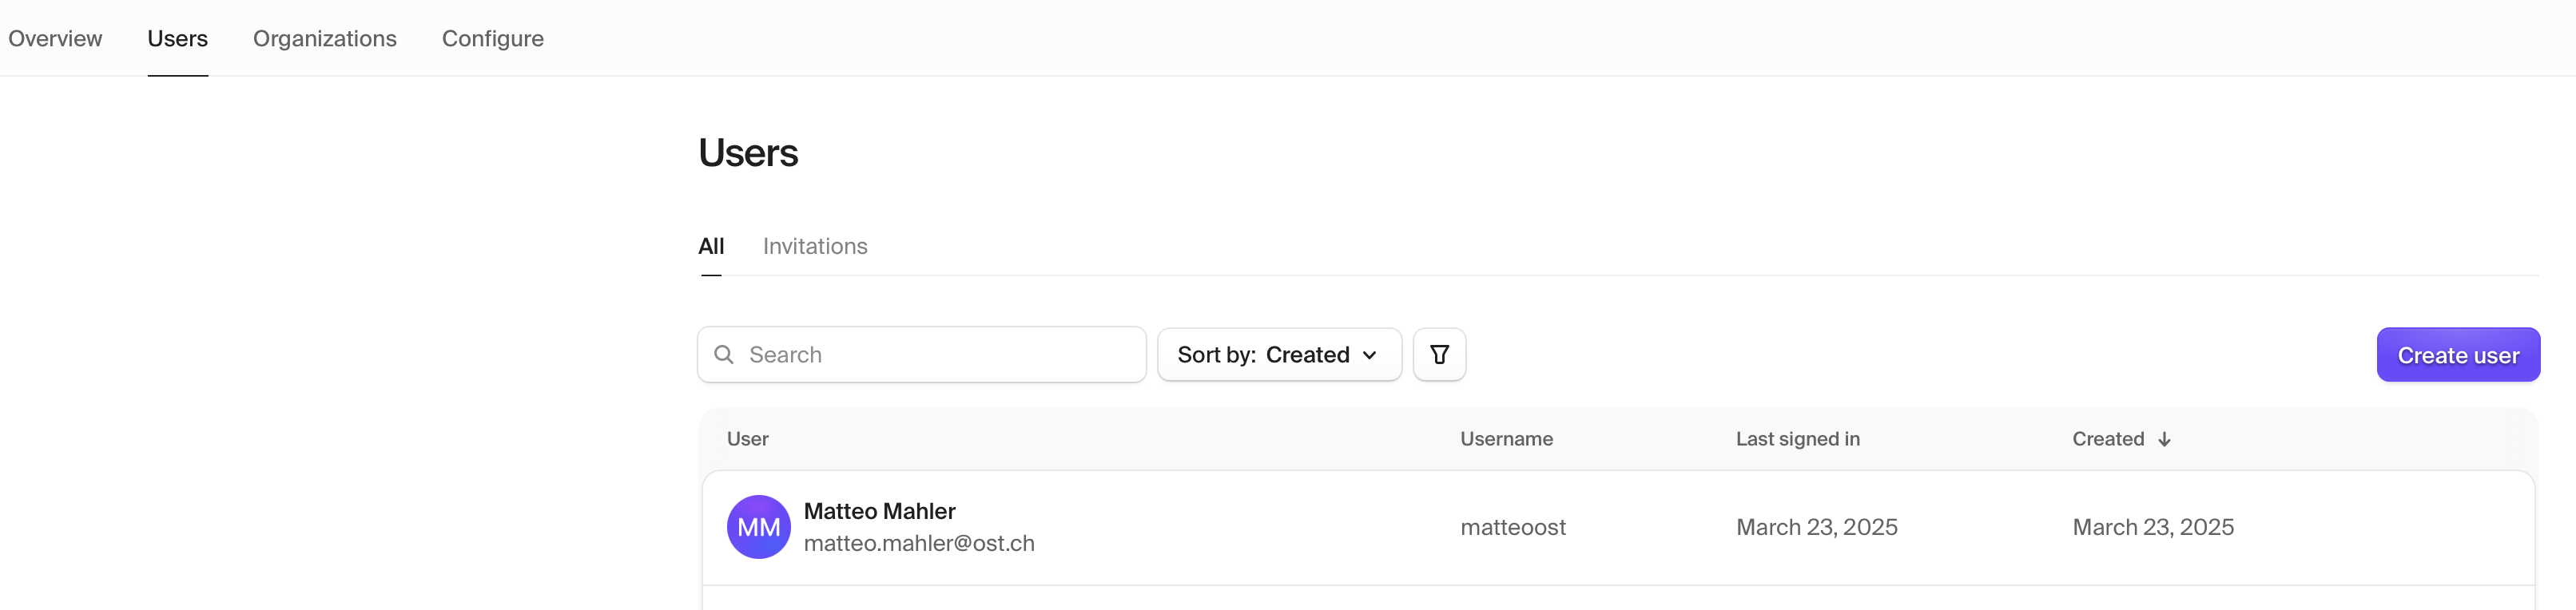 Overview Users Organizations Configure
Users
All Invitations
Search Sort by: Created Create user
User Username Last signed in Created
MM Matteo Mahler matteoost March 23, 2025 March 23, 2025
matteo.mahler@ost.ch